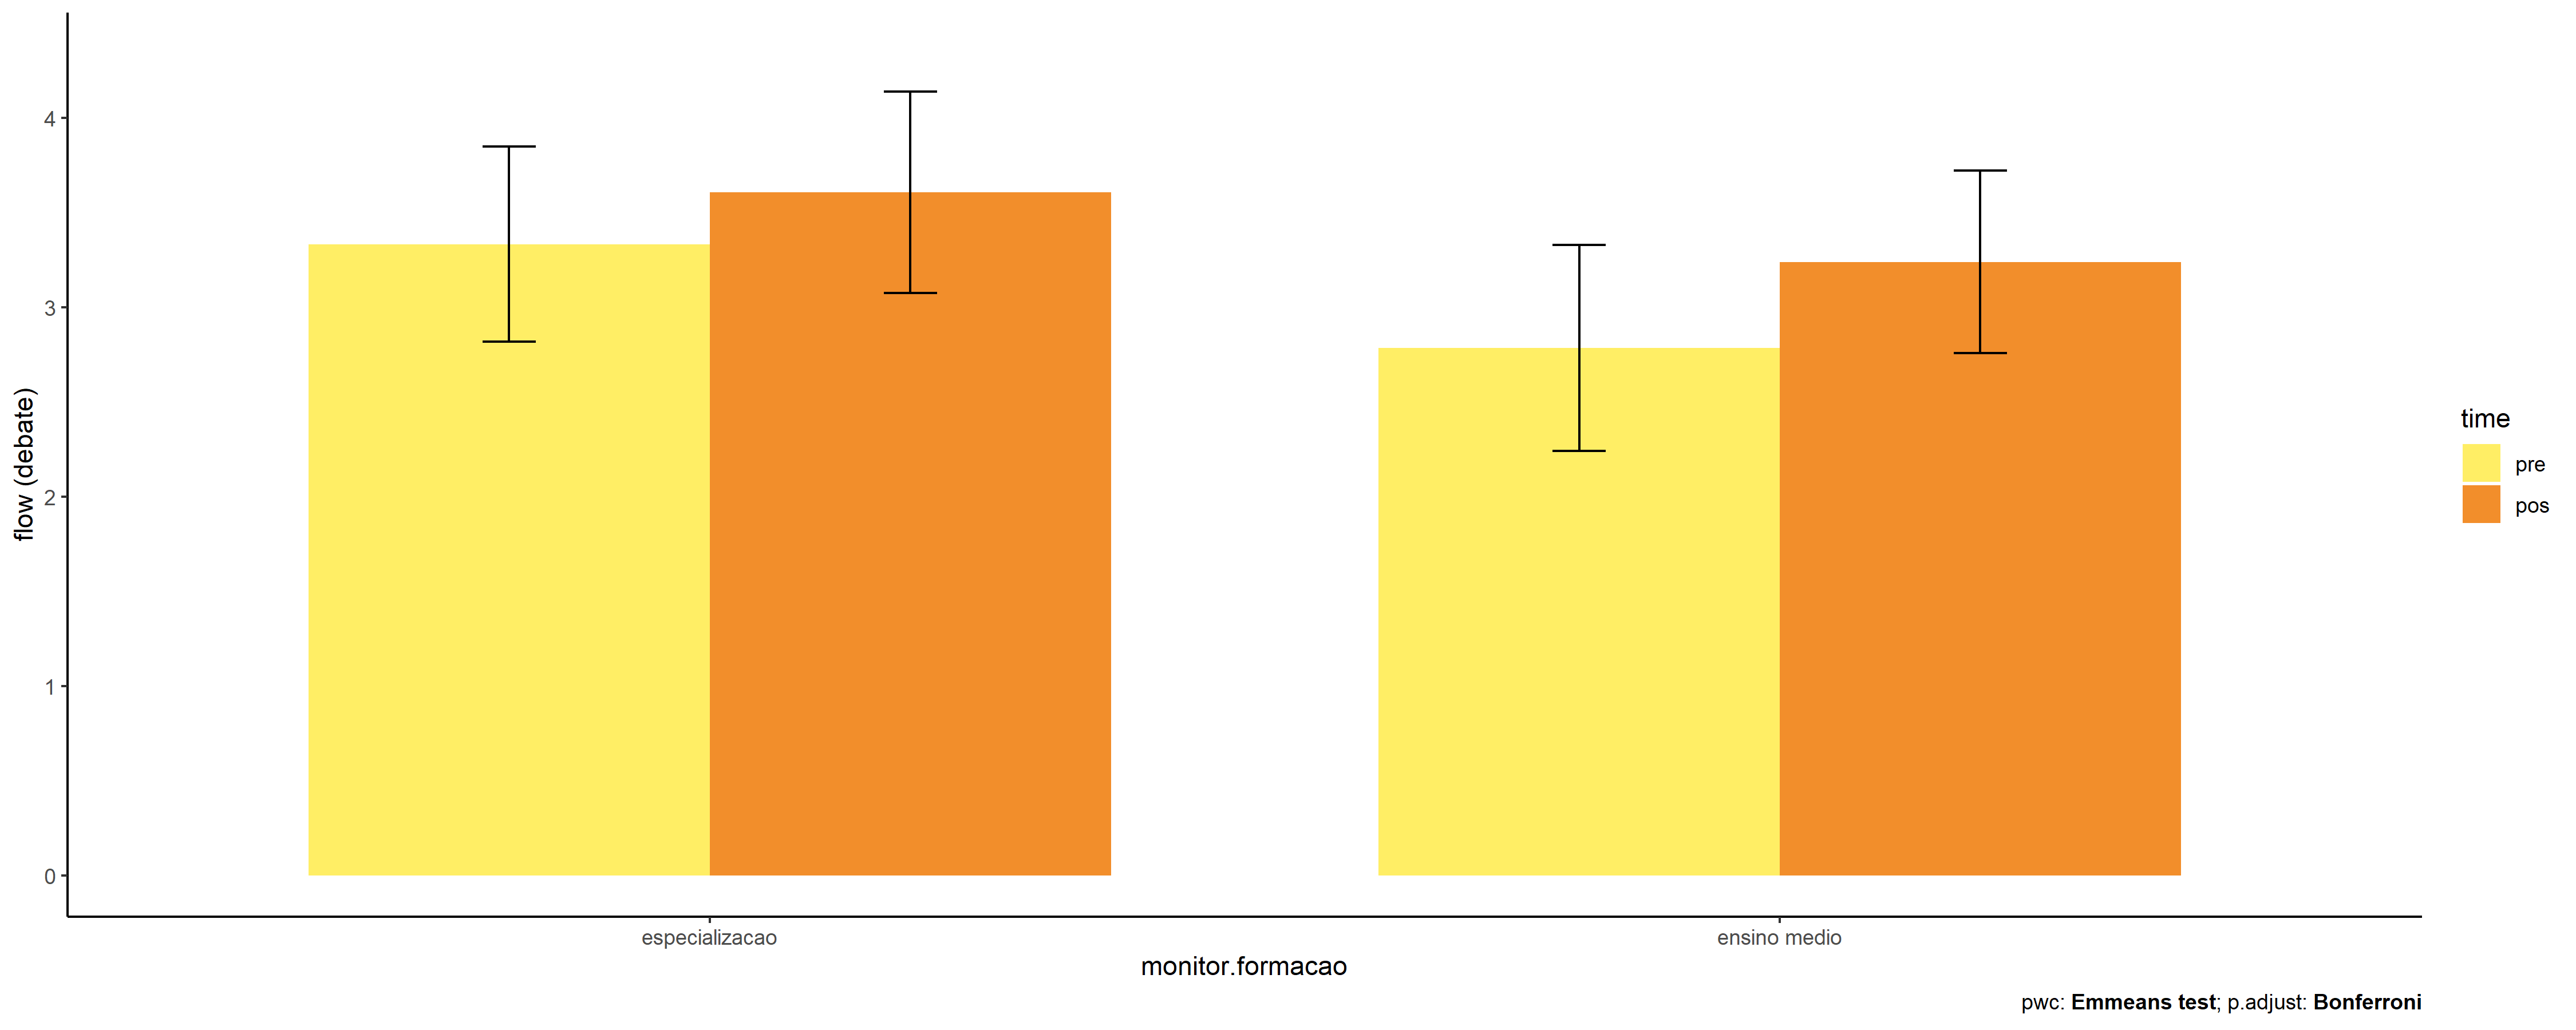 flow (debate)
4
3
2
1
0
especializacao
ensino medio
monitor.formacao
time
pre
pos
pwc: Emmeans test; p.adjust: Bonferroni